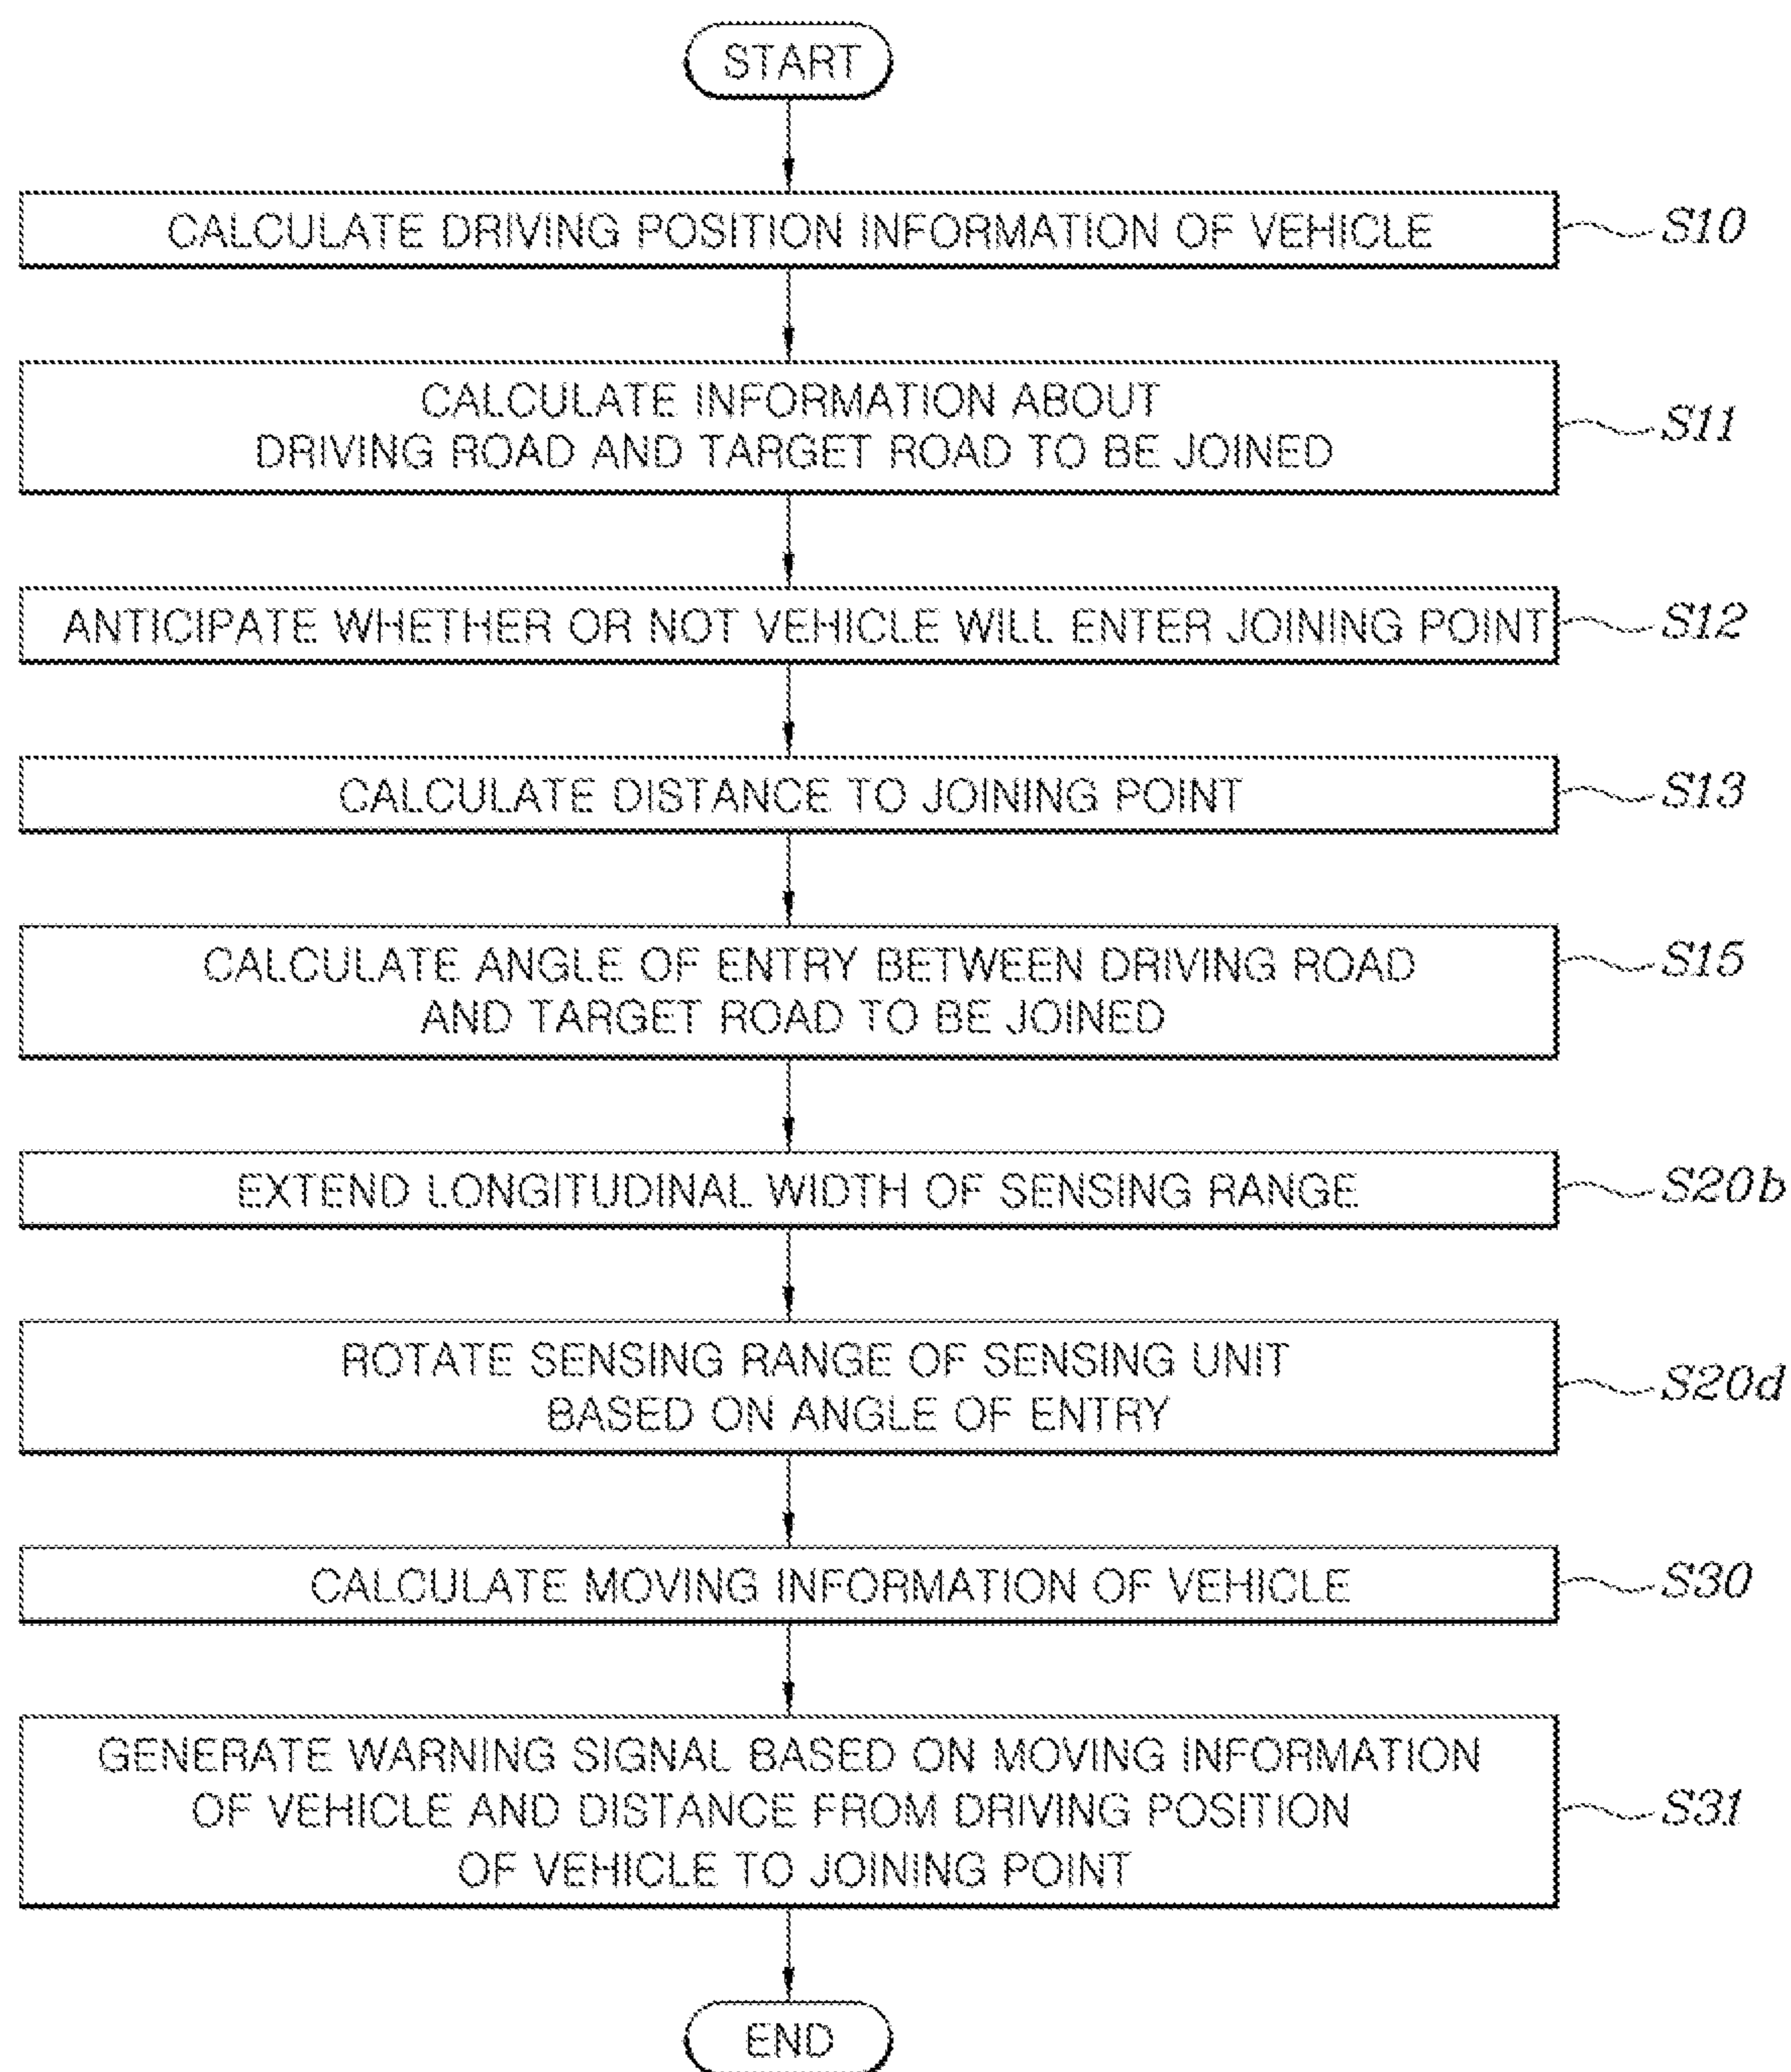 START
CALCULATE DRIVING POSITION INFORMATION OF VEHICLE
S10
CALCULATE INFORMATION ABOUT
DRIVING ROAD AND TARGET ROAD TO BE JOINED
S11
ANTICIPATE WHETHER OR NOT VEHICLE WILL ENTER JOINING POINT
S12
CALCULATE DISTANCE TO JOINING POINT
S13
CALCULATE ANGLE OF ENTRY BETWEEN DRIVING ROAD
AND TARGET ROAD TO BE JOINED
S15
EXTEND LONGITUDINAL WIDTH OF SENSING RANGE
S20b
ROTATE SENSING RANGE OF SENSING UNIT
BASED ON ANGLE OF ENTRY
S20d
CALCULATE MOVING INFORMATION OF VEHICLE
S30
GENERATE WARNING SIGNAL BASED ON MOVING INFORMATION
OF VEHICLE AND DISTANCE FROM DRIVING POSITION
OF VEHICLE TO JOINING POINT
S31
END